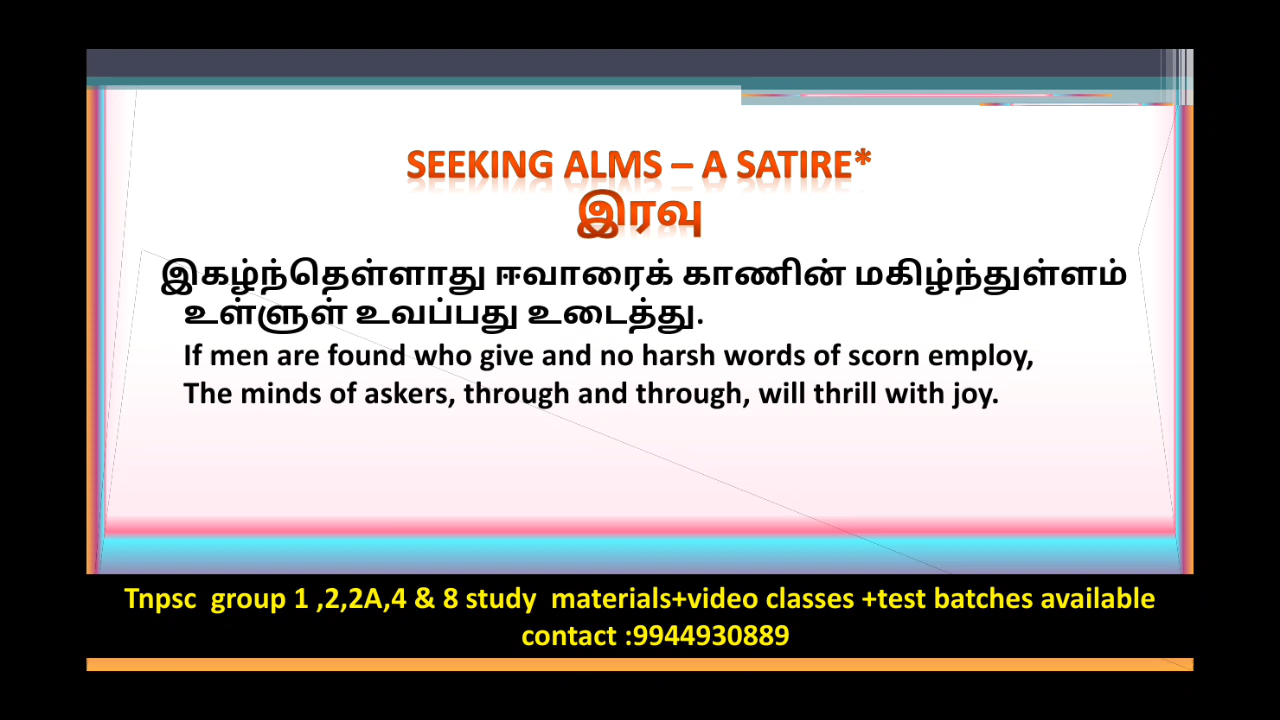 SEEKING ALMS – A SATIRE*
இரவு
இகழ்ந்தெள்ளாது ஈவாரைக் காணின் மகிழ்ந்துள்ளம்
உள்ளுள் உவப்பது உடைத்து.
If men are found who give and no harsh words of scorn employ,
The minds of askers, through and through, will thrill with joy.
Tnpsc group 1 ,2,2A,4 & 8 study materials+video classes +test batches available
contact :9944930889